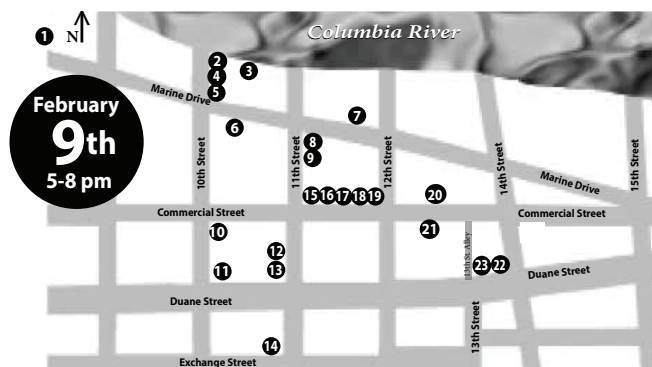 Columbia River
1
N
2
3
4
5
February
9th
5-8 pm
Marine Drive
6
7
8
9
10th Street
11th Street
12th Street
14th Street
15th Street
Marine Drive
15 16 17 18 19
20
Commercial Street
Commercial Street
10
21
12
11
13
13th St. Alley
23 22
Duane Street
Duane Street
13th Street
14
Exchange Street